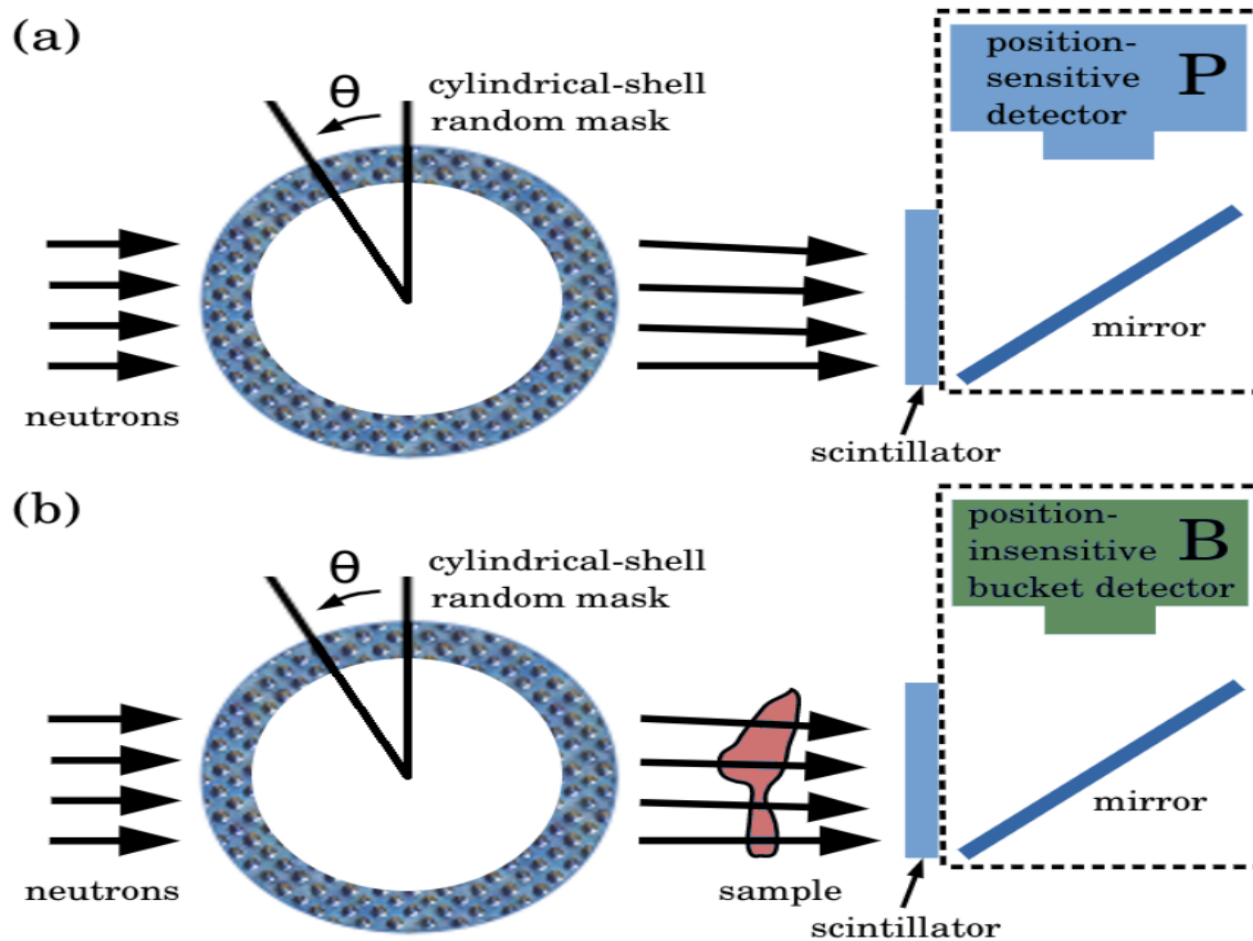 (a)
θ
cylindrical-shell
random mask
position-
sensitive
detector
P
neutrons
mirror
scintillator
(b)
θ
cylindrical-shell
random mask
position-
insensitive
bucket detector
B
neutrons
sample
mirror
scintillator